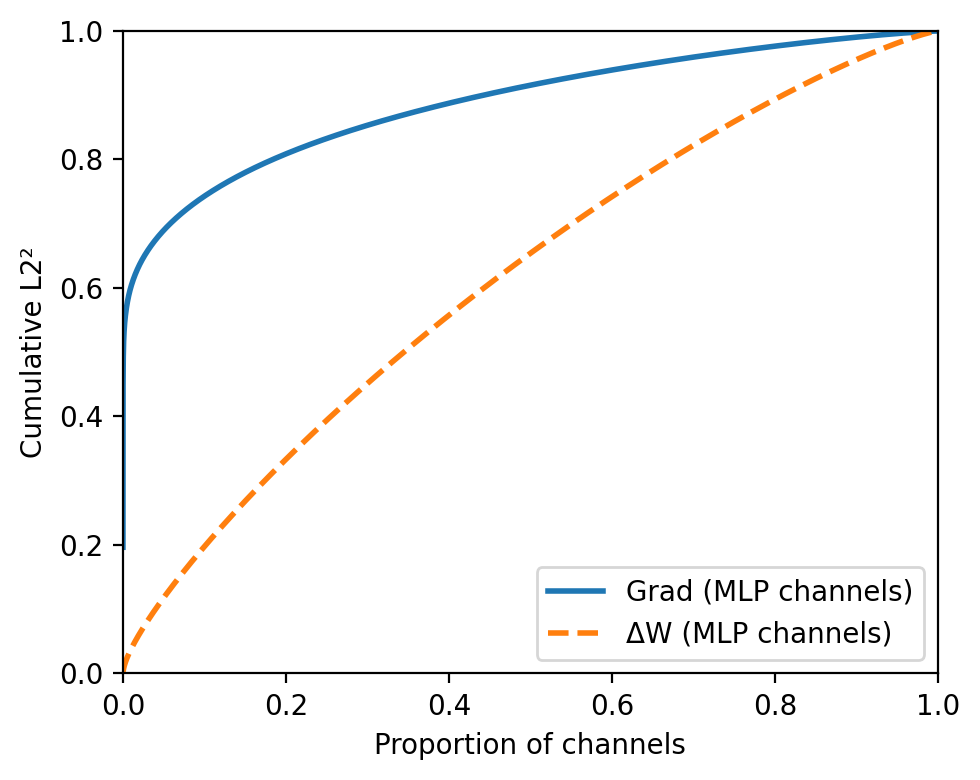 1.0
0.8
0.6
0.4
0.2
0.0
Cumulative L2²
Grad (MLP channels)
ΔW (MLP channels)
0.0 0.2 0.4 0.6 0.8 1.0
Proportion of channels